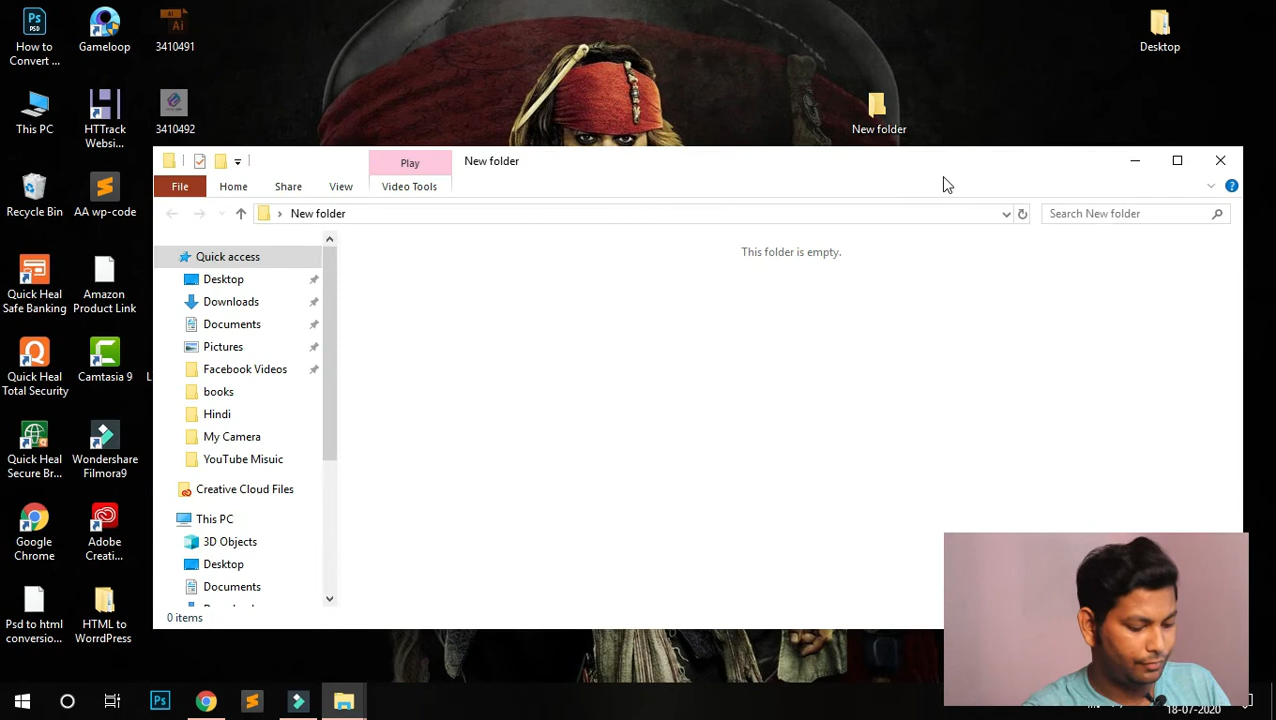 How to
Convert ...
Gameloop
3410491
Desktop
This PC
HTTrack
Websi...
3410492
New folder
Play
New folder
File
Home
Share
View
Video Tools
Recycle Bin
AA wp-code
New folder
Search New folder
This folder is empty.
Quick access
Desktop
Downloads
Documents
Pictures
Facebook Videos
books
Hindi
My Camera
YouTube Misuic
Creative Cloud Files
This PC
3D Objects
Desktop
Documents
0 items
Quick Heal
Safe Banking
Amazon
Product Link
Quick Heal
Total Security
Camtasia 9
Quick Heal
Secure Br...
Wondershare
Filmora9
Google
Chrome
Adobe
Creati...
Psd to html
conversio...
HTML to
WorrdPress
18-07-2020